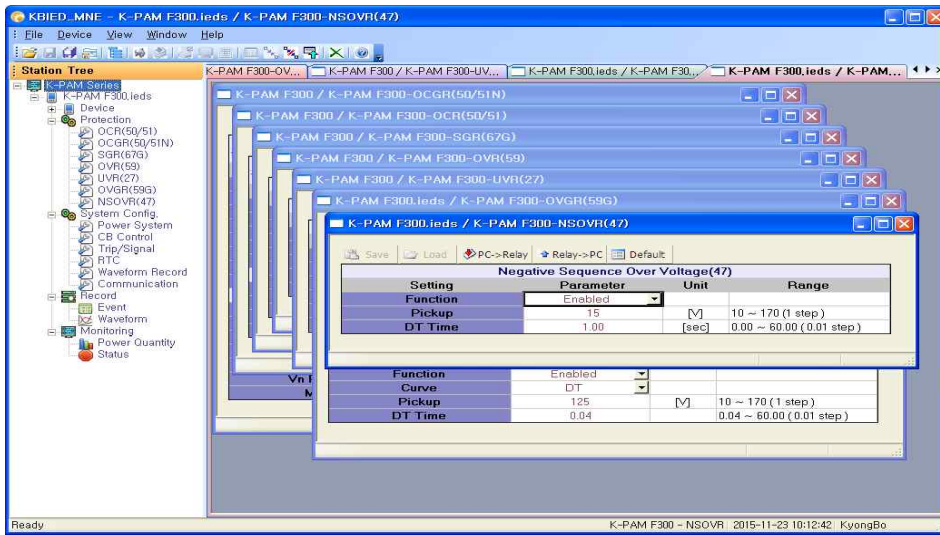 KBIED_MNE - K-PAM F300.ieds / K-PAM F300-NSOVR(47)
File Device View Window Help
Station Tree
K-PAM F300-OV... K-PAM F300 / K-PAM F300-UV... K-PAM F300.ieds / K-PAM F30... K-PAM F300.ieds / K-PAM...
K-PAM Series
K-PAM F300.ieds
Device
Protection
OCR(50/51)
OCGR(50/51N)
SGR(67G)
OVR(59)
UVR(27)
OVGR(59G)
NSOVR(47)
System Config.
Power System
CB Control
Trip/Signal
RTC
Waveform Record
Communication
Record
Event
Waveform
Monitoring
Power Quantity
Status
K-PAM F300 / K-PAM F300-OCGR(50/51N)
K-PAM F300 / K-PAM F300-OCR(50/51)
K-PAM F300 / K-PAM F300-SGR(67G)
K-PAM F300 / K-PAM F300-OVR(59)
K-PAM F300 / K-PAM F300-UVR(27)
K-PAM F300.ieds / K-PAM F300-OVGR(59G)
K-PAM F300.ieds / K-PAM F300-NSOVR(47)
Save Load PC->Relay Relay->PC Default
Negative Sequence Over Voltage(47)
Setting Parameter Unit Range
Function Enabled
Pickup 15 [V] 10 ~ 170 (1 step)
DT Time 1.00 [sec] 0.00 ~ 60.00 (0.01 step)
Vn
Function Enabled
Curve DT
Pickup 125 [V] 10 ~ 170 (1 step)
DT Time 0.04 0.04 ~ 60.00 (0.01 step)
Ready K-PAM F300 - NSOVR 2015-11-23 10:12:42 KyongBo